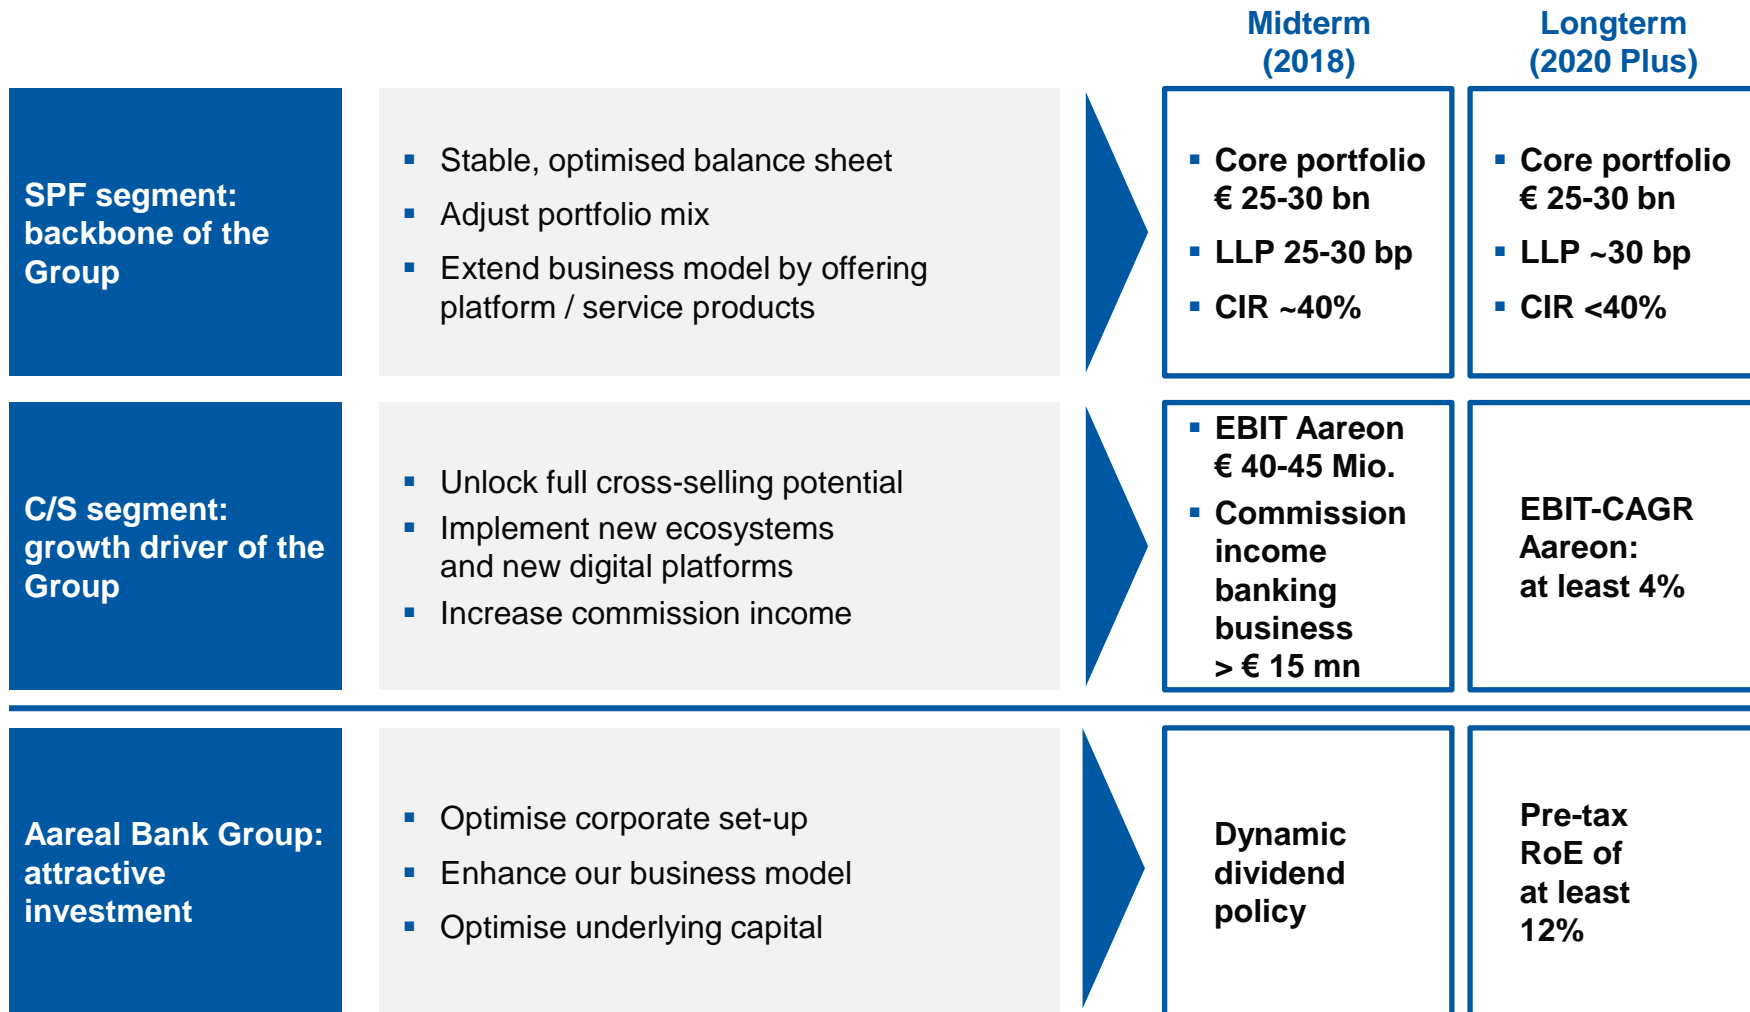 Midterm
(2018)
Longterm
(2020 Plus)
SPF segment:
backbone of the
Group
▪ Stable, optimised balance sheet
▪ Adjust portfolio mix
▪ Extend business model by offering
platform / service products
▪ Core portfolio
€ 25-30 bn
▪ LLP 25-30 bp
▪ CIR ~40%
▪ Core portfolio
€ 25-30 bn
▪ LLP ~30 bp
▪ CIR <40%
C/S segment:
growth driver of the
Group
▪ Unlock full cross-selling potential
▪ Implement new ecosystems
and new digital platforms
▪ Increase commission income
▪ EBIT Aareon
€ 40-45 Mio.
▪ Commission
income
banking
business
> € 15 mn
EBIT-CAGR
Aareon:
at least 4%
Aareal Bank Group:
attractive
investment
▪ Optimise corporate set-up
▪ Enhance our business model
▪ Optimise underlying capital
Dynamic
dividend
policy
Pre-tax
RoE of
at least
12%